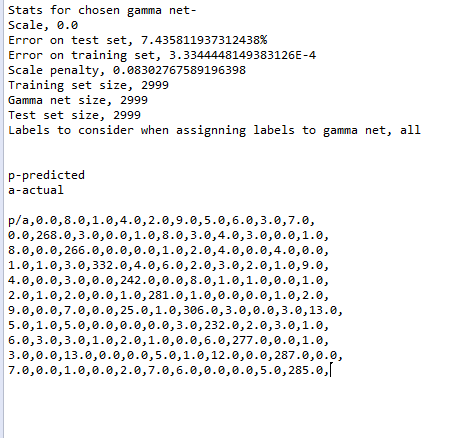 Stats for chosen gamma net-
Scale, 0.0
Error on test set, 7.435811937312438%
Error on training set, 3.3344448149383126E-4
Scale penalty, 0.08302767589196398
Training set size, 2999
Gamma net size, 2999
Test set size, 2999
Labels to consider when assignning labels to gamma net, all
p-predicted
a-actual
p/a,0.0,8.0,1.0,4.0,2.0,9.0,5.0,6.0,3.0,7.0,
0.0,268.0,3.0,0.0,1.0,8.0,3.0,4.0,3.0,0.0,1.0,
8.0,0.0,266.0,0.0,0.0,1.0,2.0,4.0,0.0,4.0,0.0,
1.0,1.0,3.0,332.0,4.0,6.0,2.0,3.0,2.0,1.0,9.0,
4.0,0.0,3.0,0.0,242.0,0.0,8.0,1.0,1.0,0.0,1.0,
2.0,1.0,2.0,0.0,1.0,281.0,1.0,0.0,0.0,1.0,2.0,
9.0,0.0,7.0,0.0,25.0,1.0,306.0,3.0,0.0,3.0,13.0,
5.0,1.0,5.0,0.0,0.0,0.0,3.0,232.0,2.0,3.0,1.0,
6.0,3.0,3.0,1.0,2.0,1.0,0.0,6.0,277.0,0.0,1.0,
3.0,0.0,13.0,0.0,0.0,5.0,1.0,12.0,0.0,287.0,0.0,
7.0,0.0,1.0,0.0,2.0,7.0,6.0,0.0,0.0,5.0,285.0,